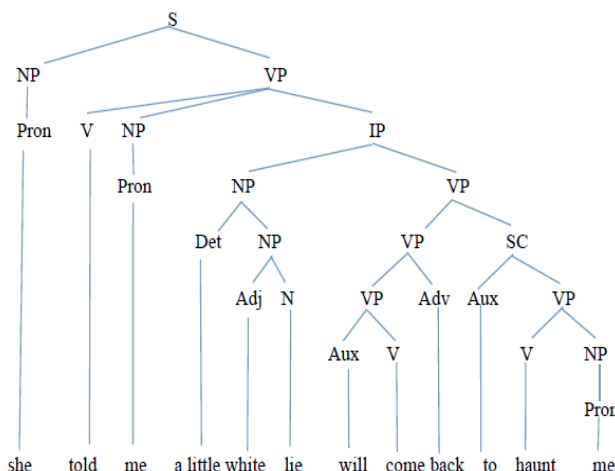 S
NP VP
Pron V NP IP
Pron NP VP
Det NP VP SC
Adj N VP Adv Aux VP
Aux V V NP
Pron
she told me a little white lie will come back to haunt me